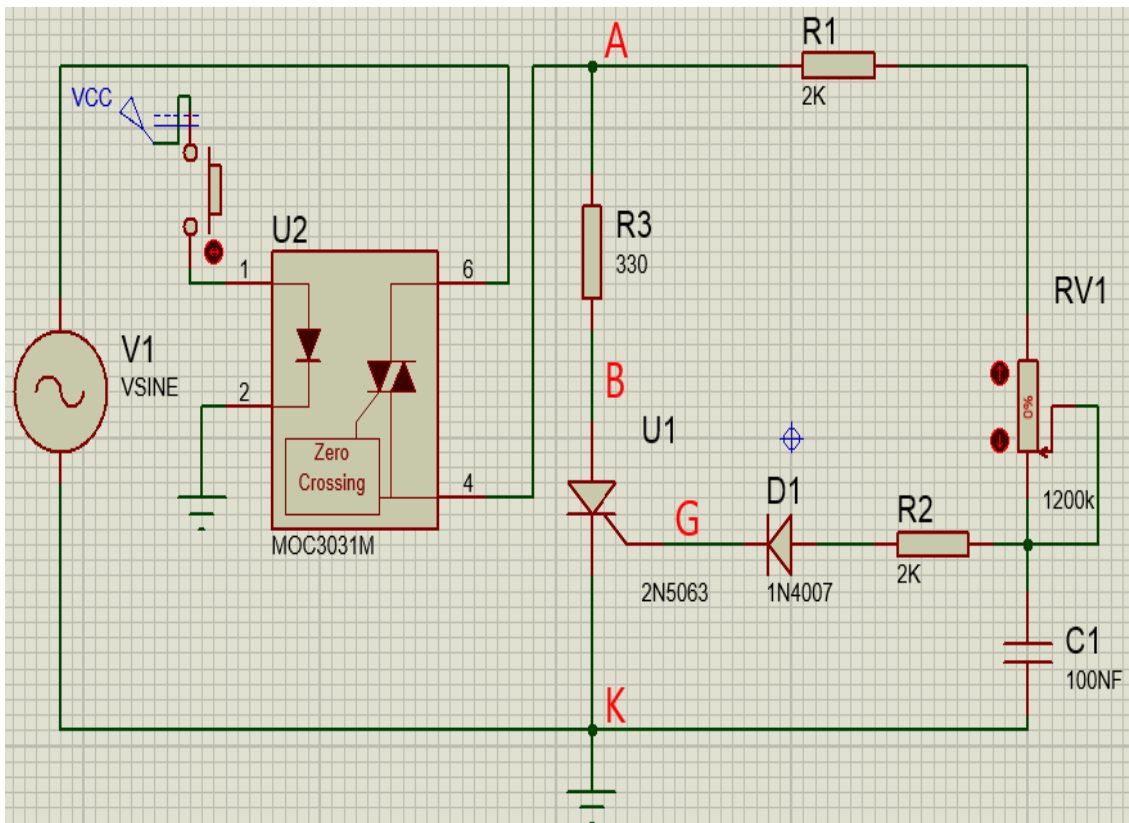 A
R1
2K
VCC
U2
R3
330
1
6
RV1
V1
VSINE
B
0%
2
U1
Zero
Crossing
4
D1
G
R2
1200k
MOC3031M
2N5063
1N4007
2K
C1
100NF
K